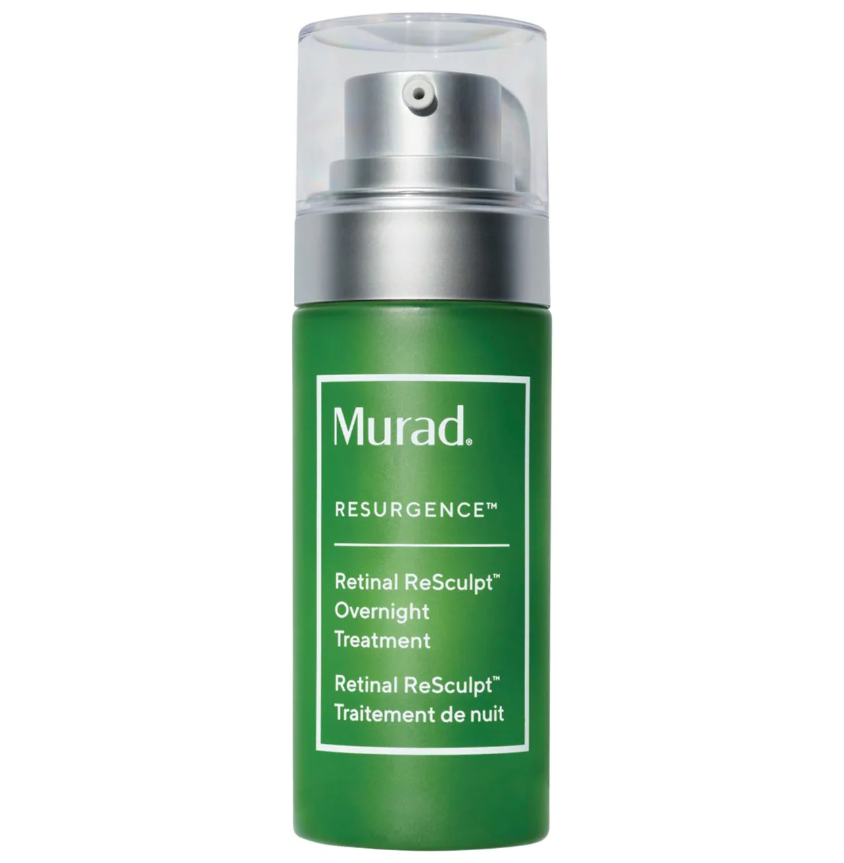 Murad®
RESURGENCE™
Retinal ReSculpt™
Overnight
Treatment
Retinal ReSculpt™
Traitement de nuit